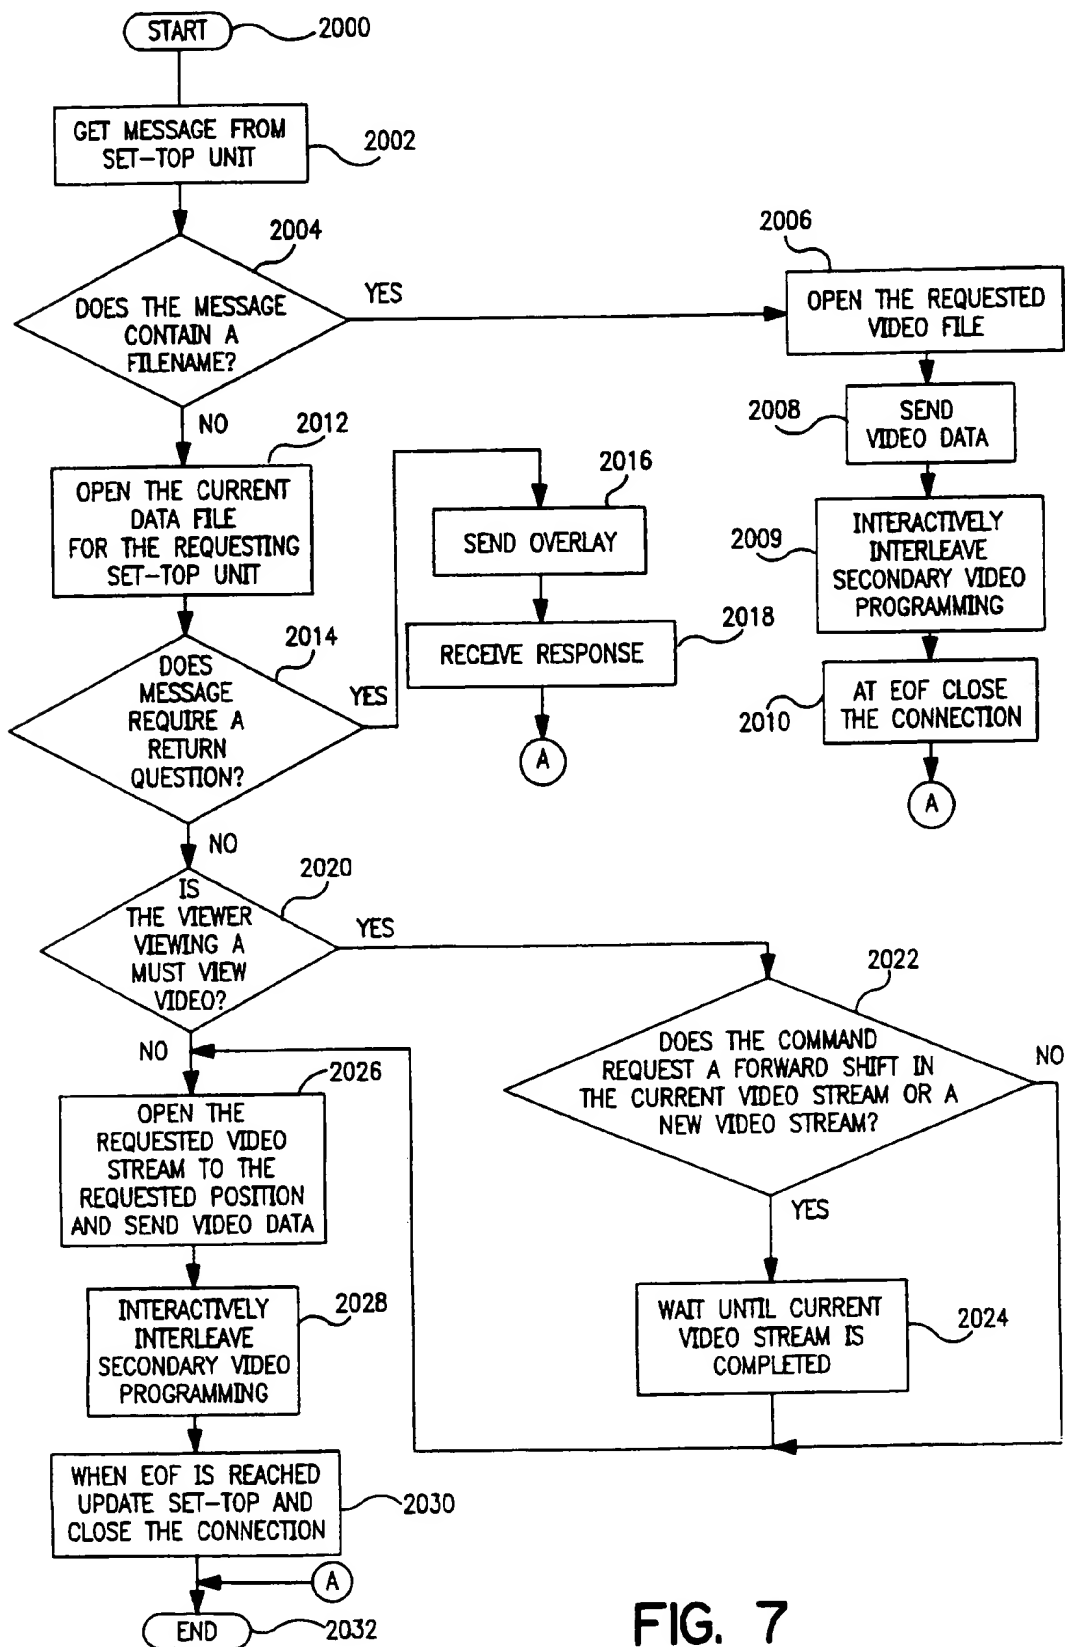 START
2000
GET MESSAGE FROM
SET-TOP UNIT
2002
2004
DOES THE MESSAGE
CONTAIN A
FILENAME?
YES
NO
2006
OPEN THE REQUESTED
VIDEO FILE
2008
SEND
VIDEO DATA
2009
INTERACTIVELY
INTERLEAVE
SECONDARY VIDEO
PROGRAMMING
2010
AT EOF CLOSE
THE CONNECTION
A
2012
OPEN THE CURRENT
DATA FILE
FOR THE REQUESTING
SET-TOP UNIT
2014
DOES
MESSAGE
REQUIRE A
RETURN
QUESTION?
YES
NO
2016
SEND OVERLAY
2018
RECEIVE RESPONSE
A
2020
IS
THE VIEWER
VIEWING A
MUST VIEW
VIDEO?
YES
NO
2022
DOES THE COMMAND
REQUEST A FORWARD SHIFT IN
THE CURRENT VIDEO STREAM OR A
NEW VIDEO STREAM?
NO
YES
WAIT UNTIL CURRENT
VIDEO STREAM IS
COMPLETED
2024
2026
OPEN THE
REQUESTED VIDEO
STREAM TO THE
REQUESTED POSITION
AND SEND VIDEO DATA
INTERACTIVELY
INTERLEAVE
SECONDARY VIDEO
PROGRAMMING
2028
WHEN EOF IS REACHED
UPDATE SET-TOP AND
CLOSE THE CONNECTION
2030
A
END
2032
FIG. 7